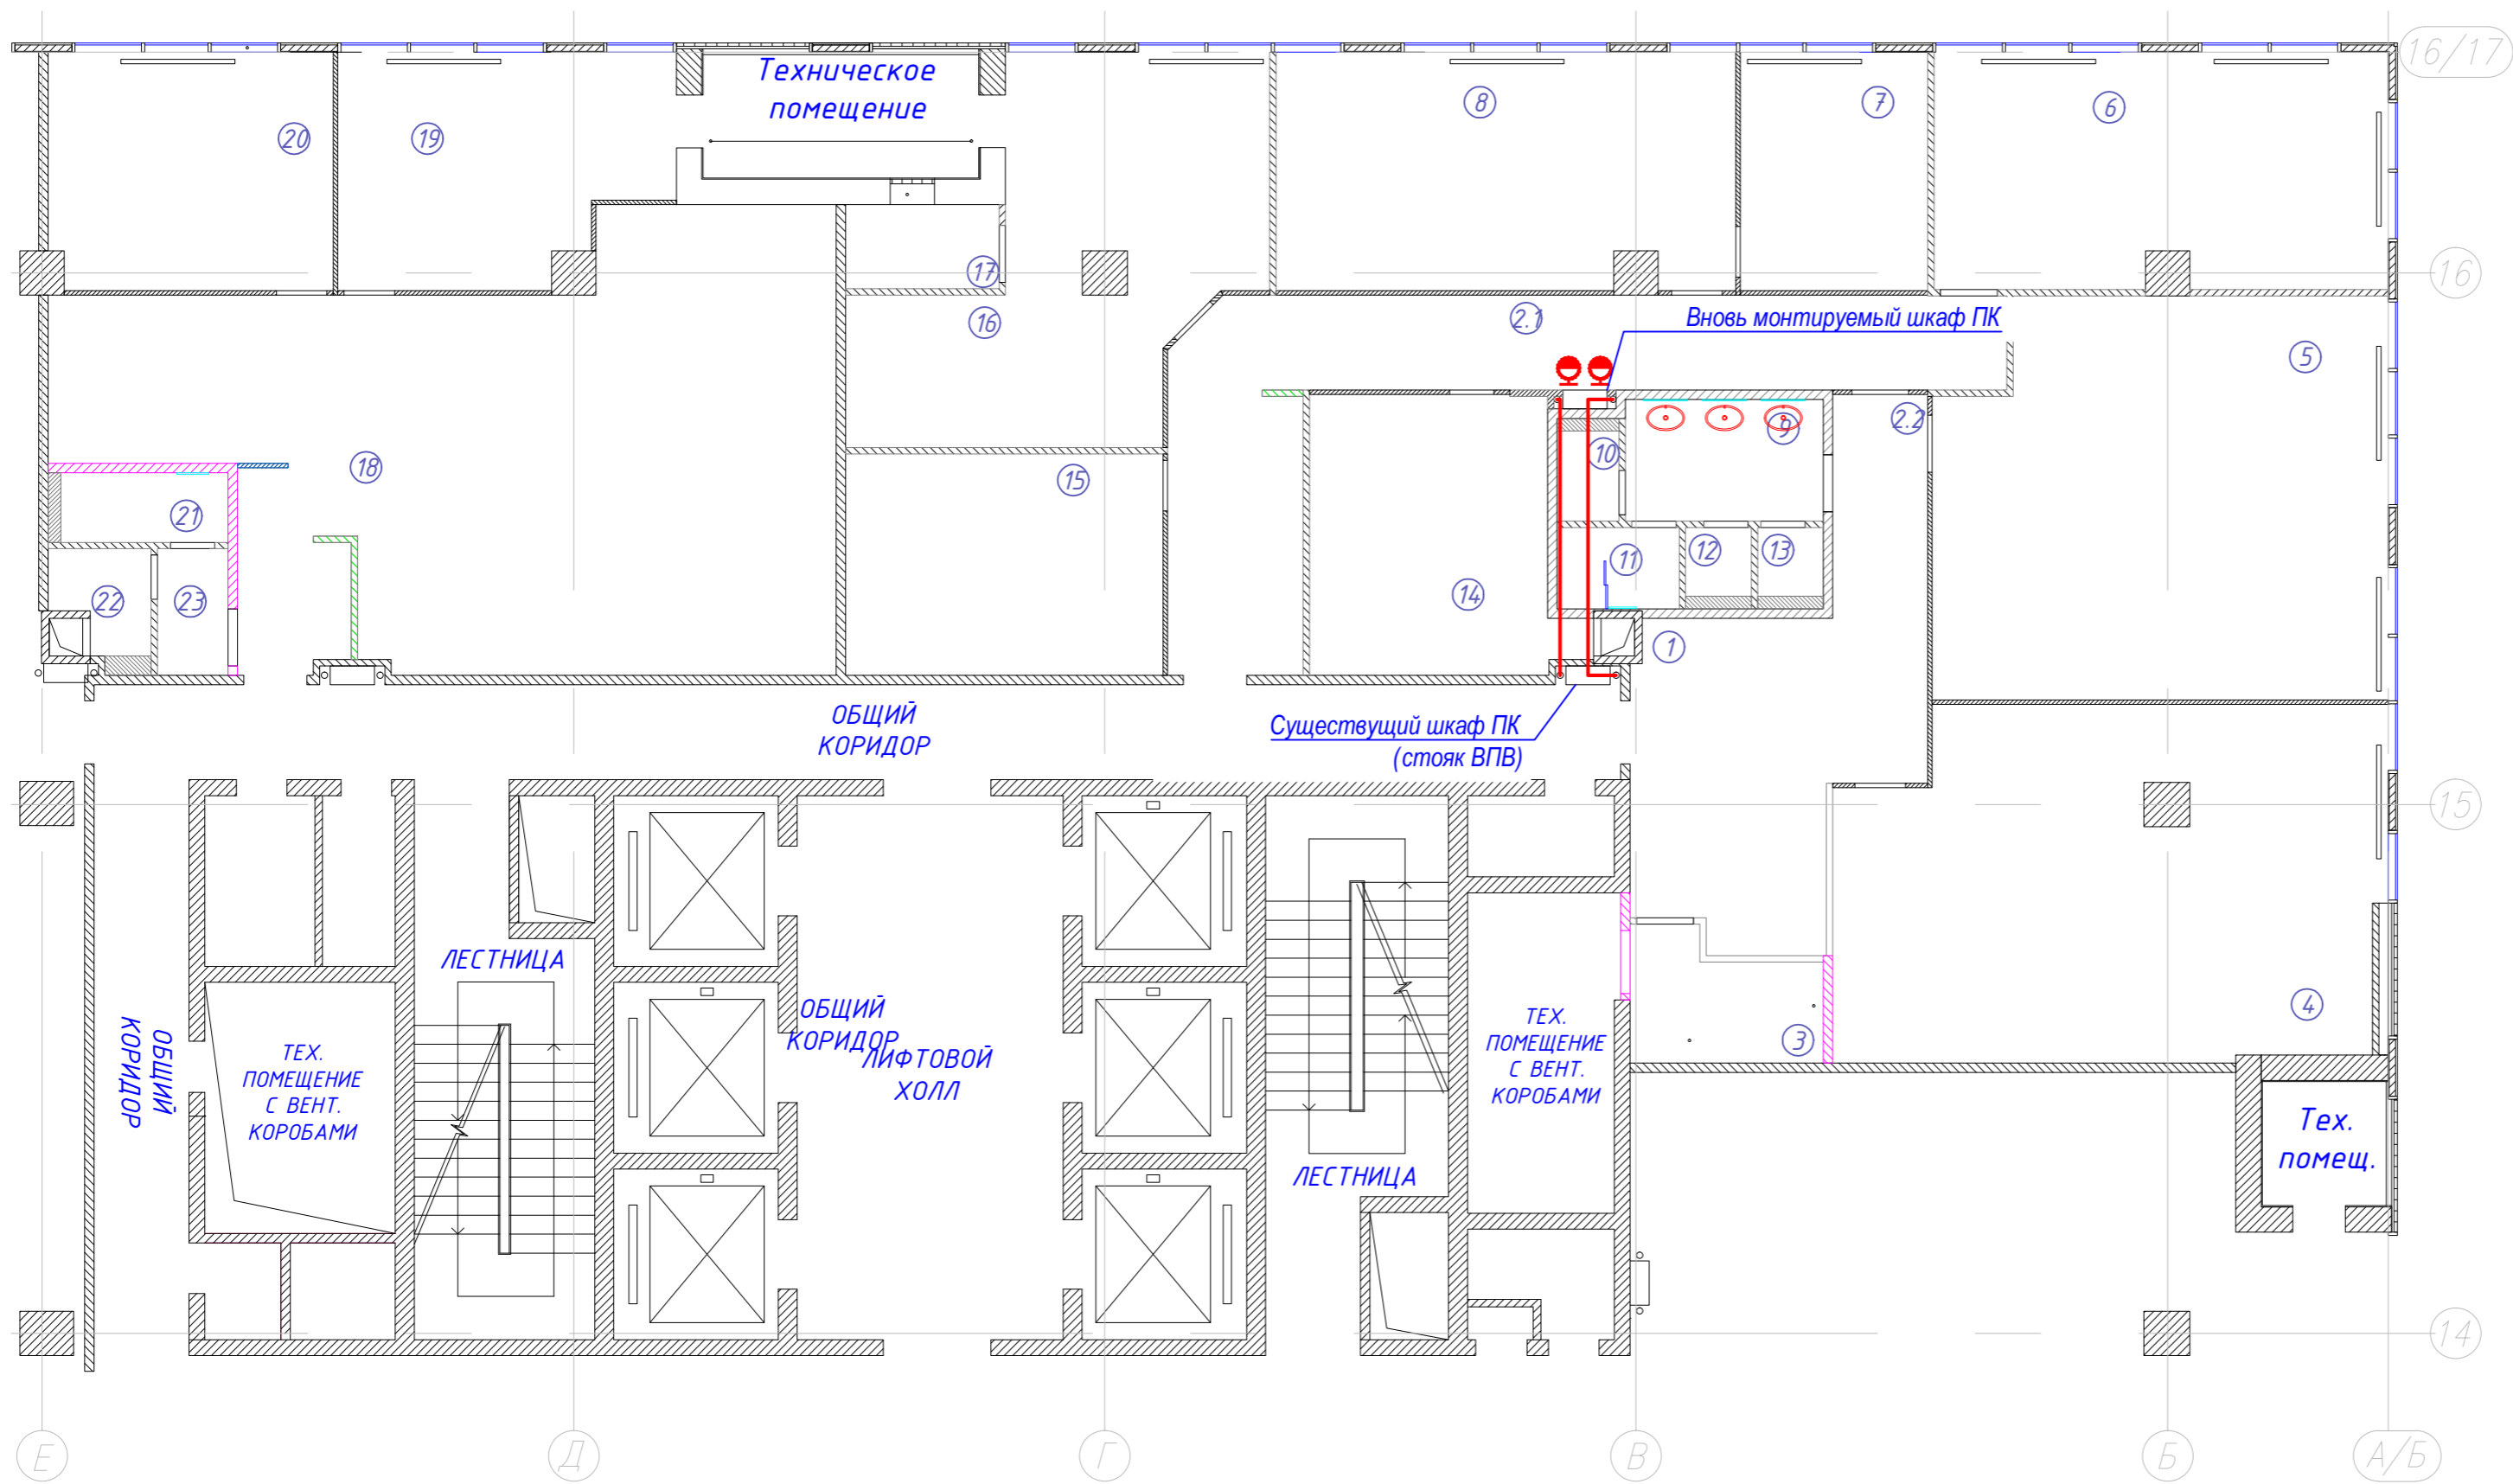 16/17
Техническое
помещение
8
7
6
20
19
17
16
16
2.1
Вновь монтируемый шкаф ПК
5
9
2.2
10
18
15
21
11
12
13
14
22
23
1
ОБЩИЙ
КОРИДОР
Существущий шкаф ПК
(стояк ВПВ)
15
ЛЕСТНИЦА
ОБЩИЙ
КОРИДОР
ЛИФТОВОЙ
ХОЛЛ
ОБЩИЙ
КОРИДОР
ТЕХ.
ПОМЕЩЕНИЕ
С ВЕНТ.
КОРОБАМИ
ТЕХ.
ПОМЕЩЕНИЕ
С ВЕНТ.
КОРОБАМИ
3
4
Тех.
помещ.
ЛЕСТНИЦА
14
Е
Д
Г
В
Б
А/Б